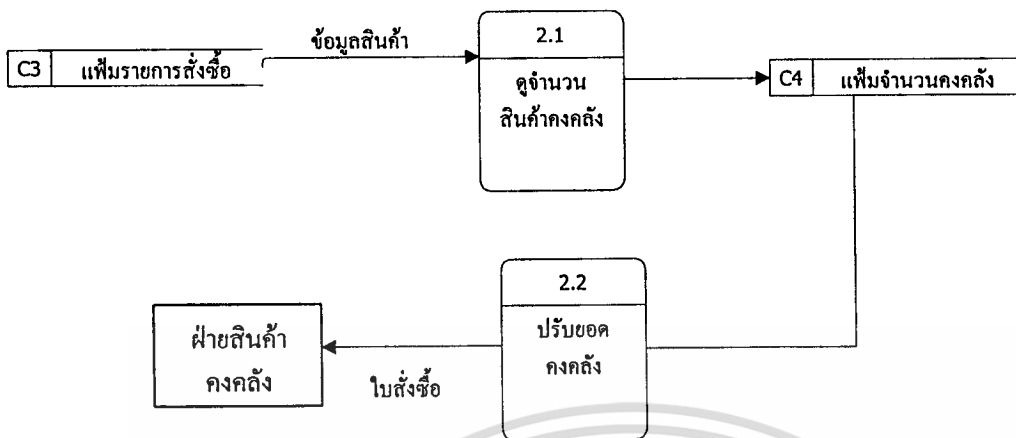 ข้อมูลสินค้า
C3 แฟ้มรายการสั่งซื้อ
2.1
ดูจำนวน
สินค้าคงคลัง
C4 แฟ้มจำนวนคงคลัง
2.2
ปรับยอด
คงคลัง
ฝ่ายสินค้า
คงคลัง
ใบสั่งซื้อ